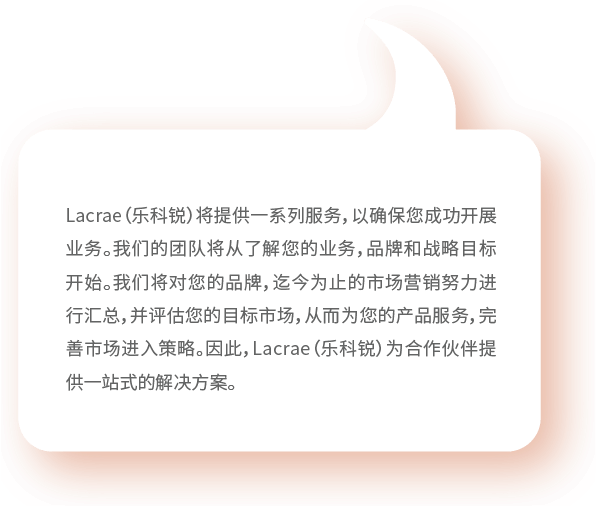 Lacrae（乐科锐）将提供一系列服务，以确保您成功开展
业务。我们的团队将从了解您的业务，品牌和战略目标
开始。我们将对您的品牌，迄今为止的市场营销努力进
行汇总，并评估您的目标市场，从而为您的产品服务，完
善市场进入策略。因此，Lacrae（乐科锐）为合作伙伴提
供一站式的解决方案。